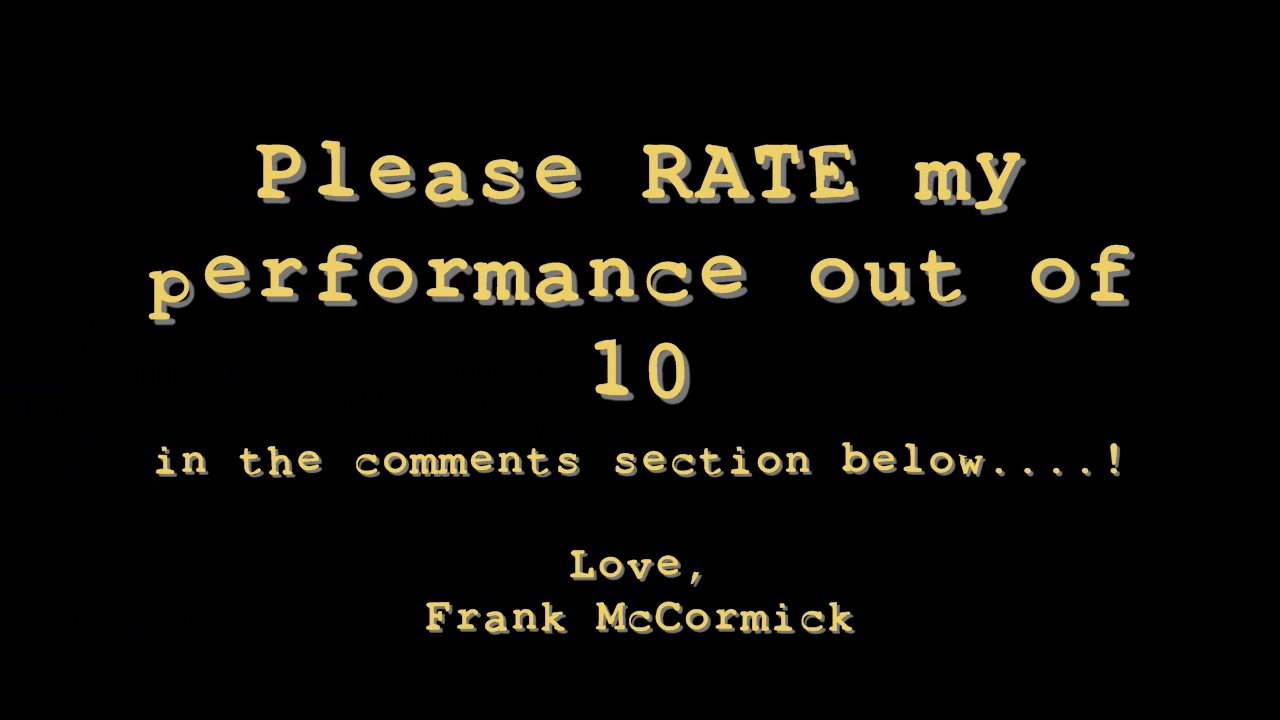 Please RATE my
performance out of
10
in the comments section below....!
Love,
Frank McCormick